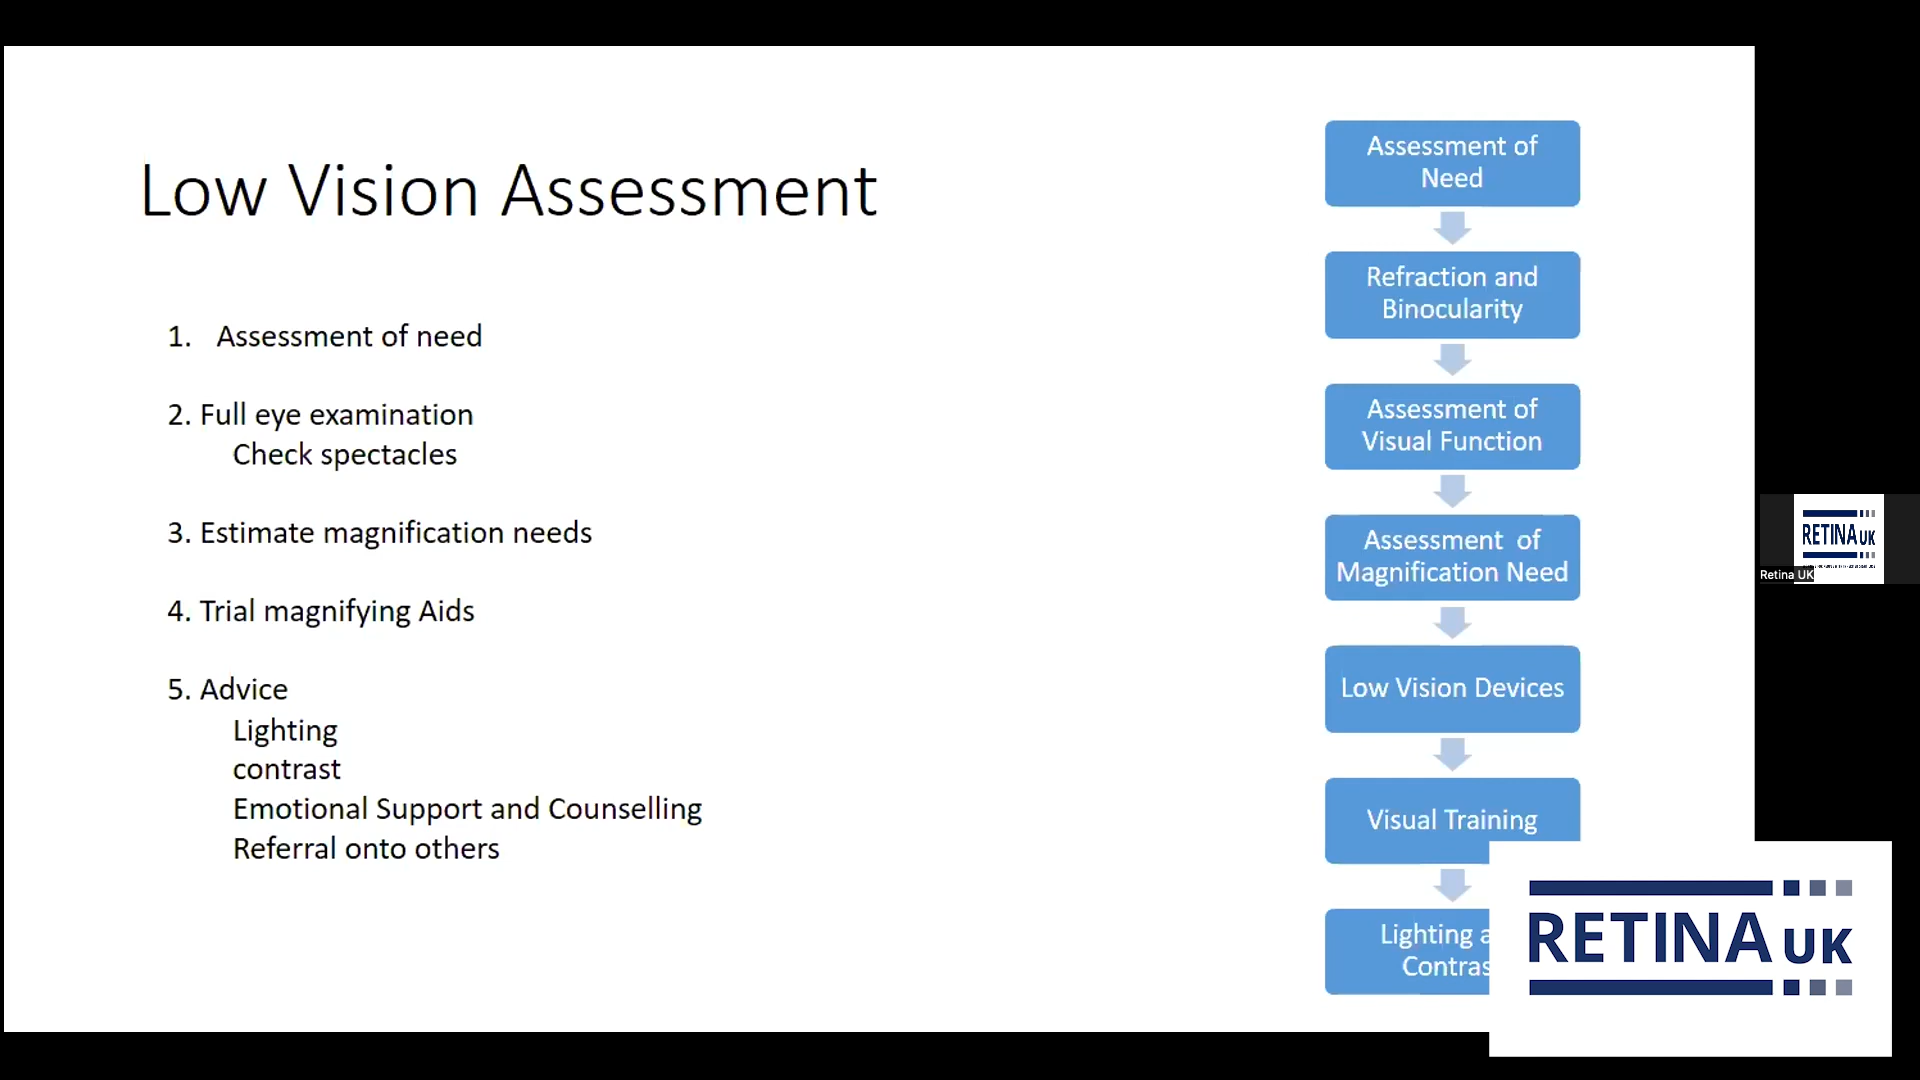 Low Vision Assessment
1. Assessment of need
2. Full eye examination
Check spectacles
3. Estimate magnification needs
4. Trial magnifying Aids
5. Advice
Lighting
contrast
Emotional Support and Counselling
Referral onto others
Assessment of
Need
Refraction and
Binocularity
Assessment of
Visual Function
Assessment of
Magnification Need
Low Vision Devices
Visual Training
Lighting
RETINA UK
RETINA UK
Retina UK